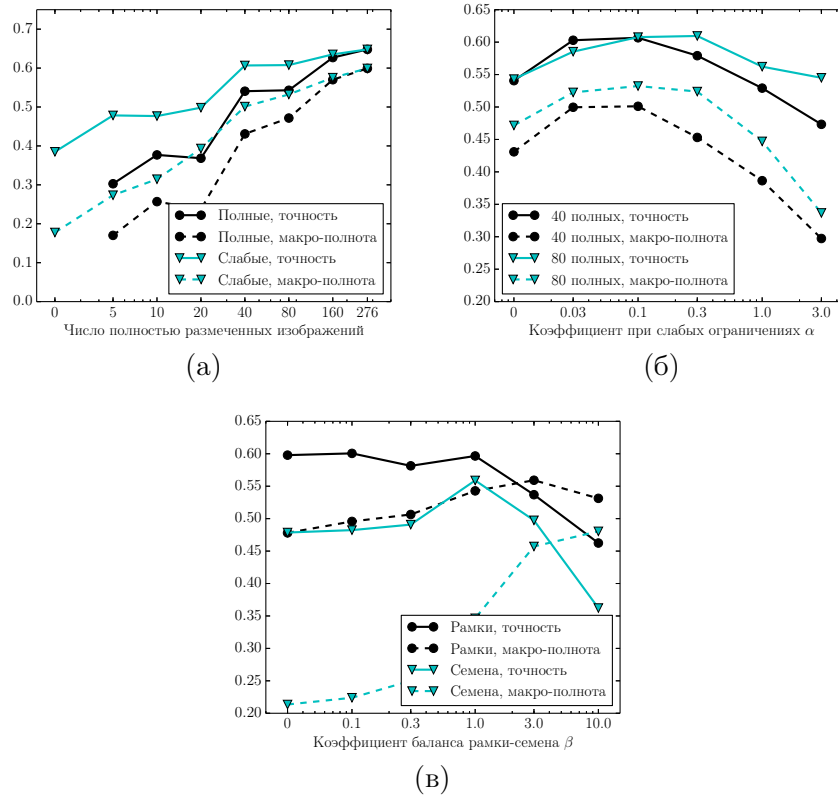 0.7
0.6
0.5
0.4
0.3
0.2
0.1
0.0
Полные, точность
Полные, макро-полнота
Слабые, точность
Слабые, макро-полнота
0 5 10 20 40 80 160 276
Число полностью размеченных изображений
(а)
0.65
0.60
0.55
0.50
0.45
0.40
0.35
0.30
0.25
0.20
40 полных, точность
40 полных, макро-полнота
80 полных, точность
80 полных, макро-полнота
0 0.03 0.1 0.3 1.0 3.0
Коэффициент при слабых ограничениях α
(б)
0.65
0.60
0.55
0.50
0.45
0.40
0.35
0.30
0.25
0.20
Рамки, точность
Рамки, макро-полнота
Семена, точность
Семена, макро-полнота
0 0.1 0.3 1.0 3.0 10.0
Коэффициент баланса рамки-семена β
(в)